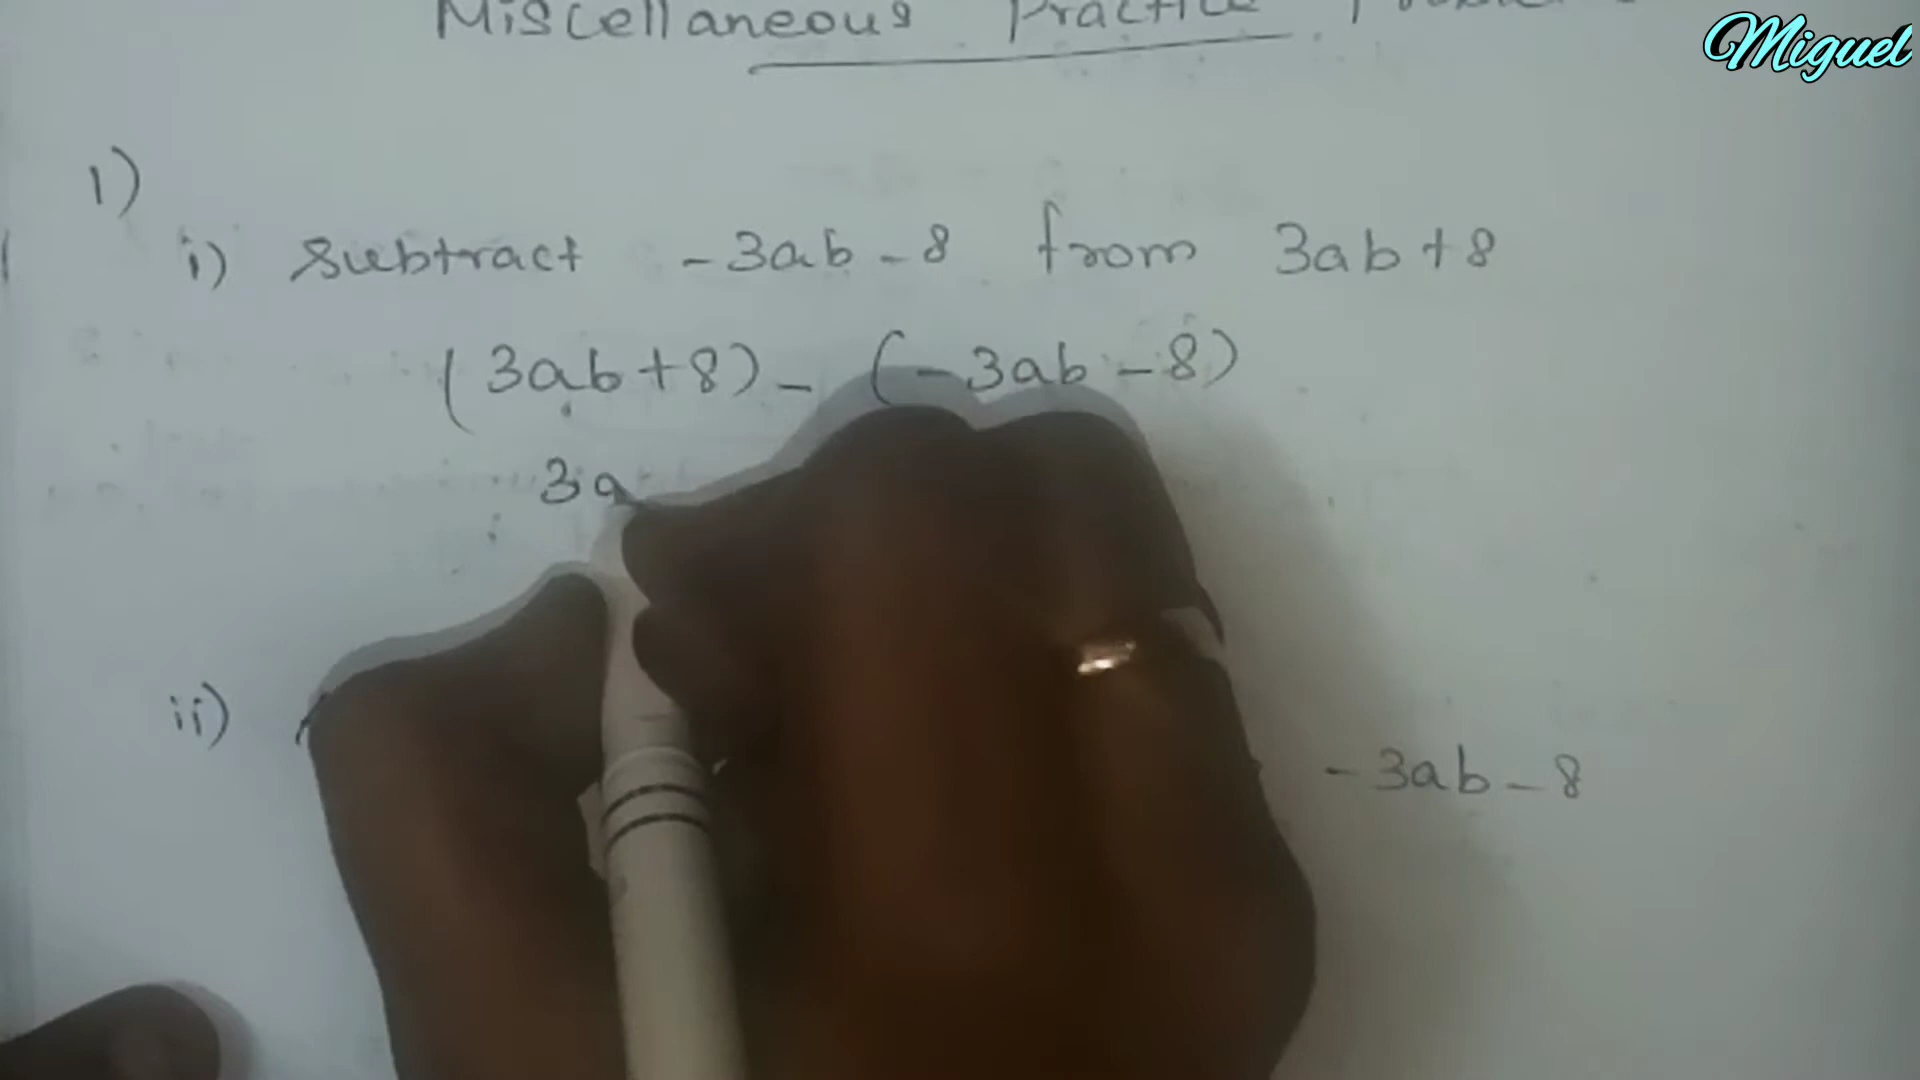 Miscellaneous Practice
Miguel
1)
i) Subtract -3ab-8 from 3ab+8
(3ab+8) - (-3ab-8)
3a
ii)
-3ab-8